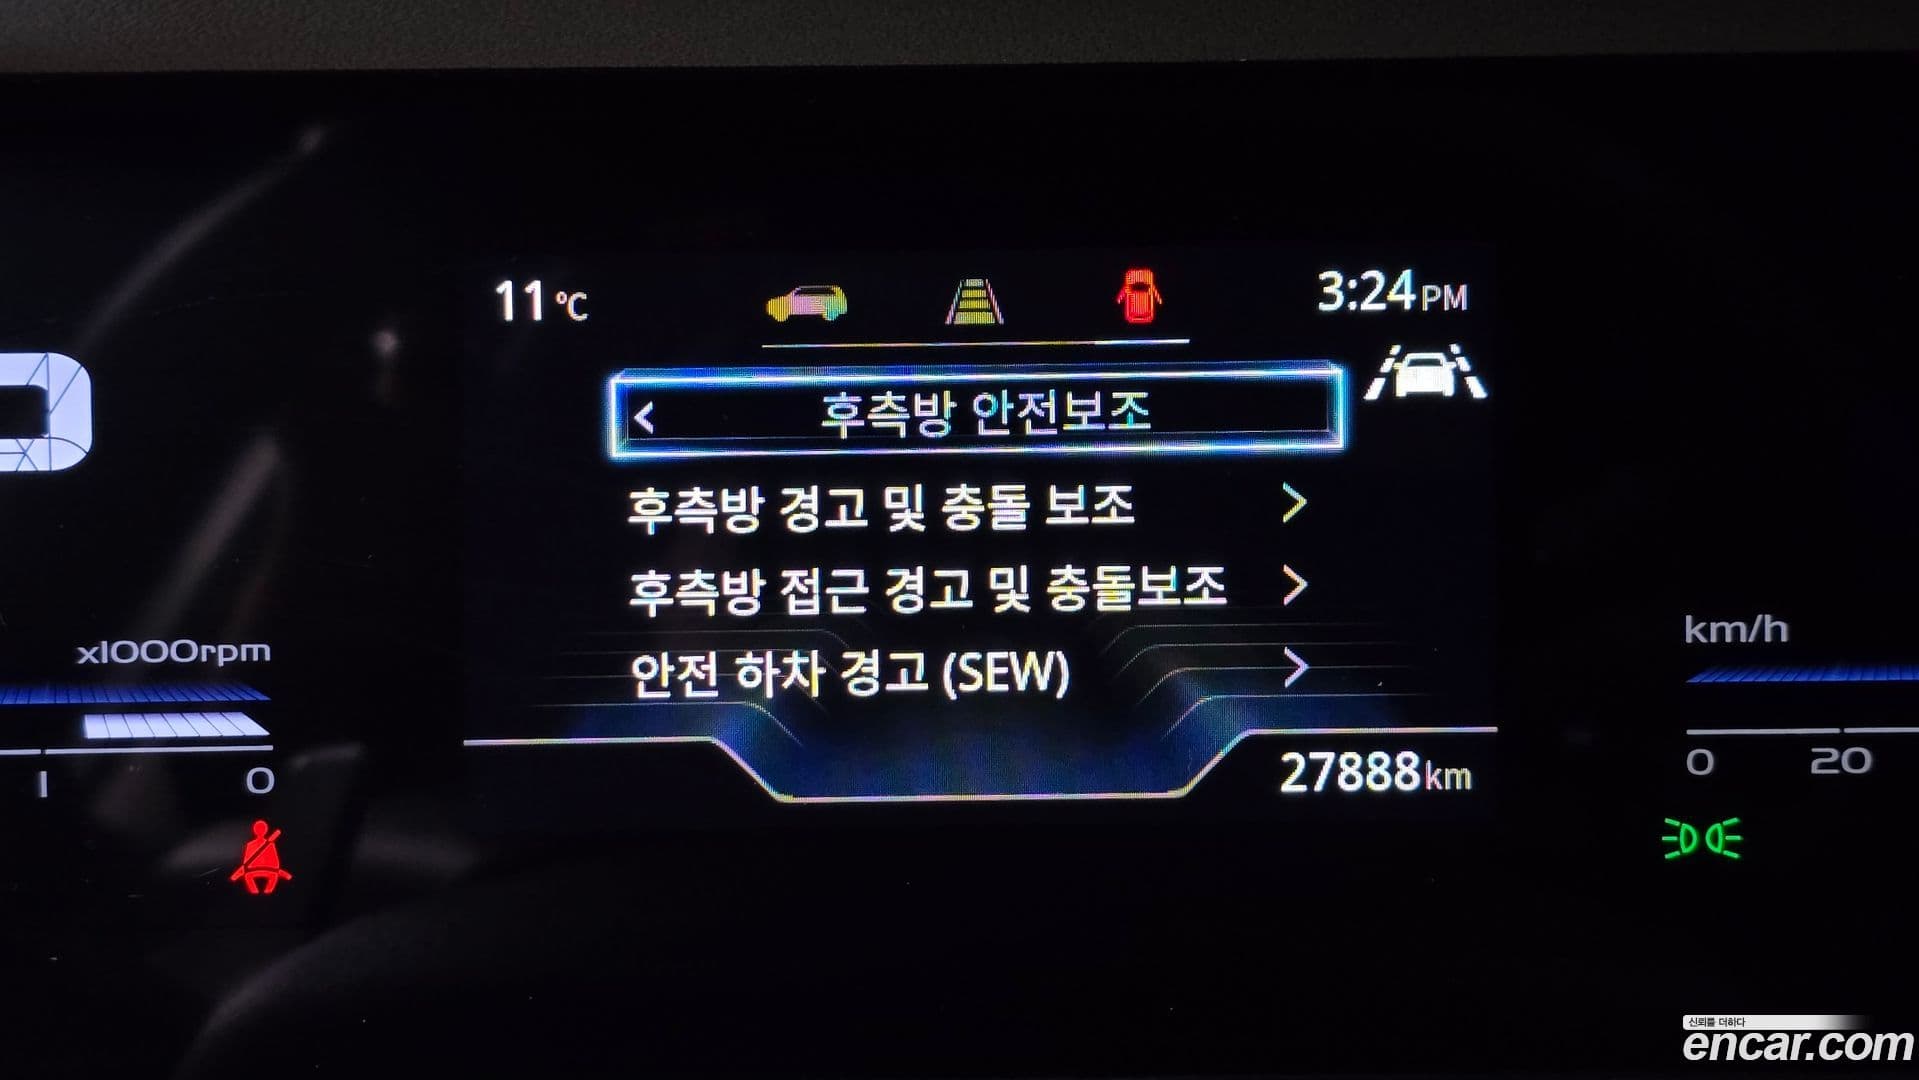 11℃
3:24PM
후측방 안전보조
후측방 경고 및 충돌 보조
후측방 접근 경고 및 충돌보조
안전 하차 경고 (SEW)
x1000rpm
1 0
km/h
0 20
27888km
신뢰를 더하다
encar.com